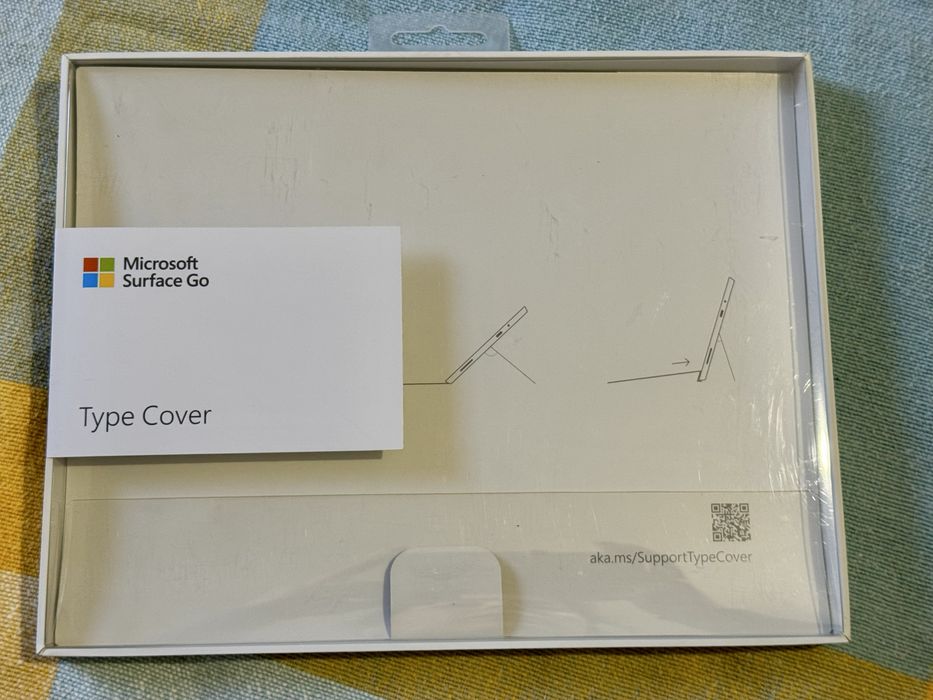 Microsoft
Surface Go
Type Cover
aka.ms/SupportTypeCover